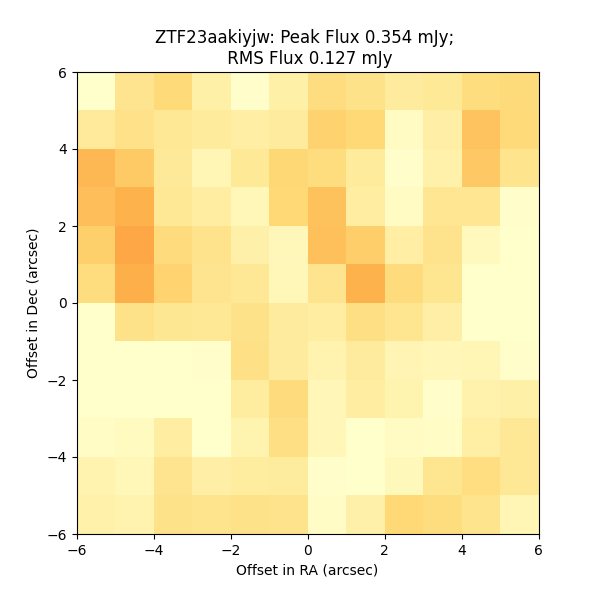 ZTF23aakiyjw: Peak Flux 0.354 mJy;
RMS Flux 0.127 mJy
6
4
2
0
−2
−4
−6
Offset in Dec (arcsec)
−6 −4 −2 0 2 4 6
Offset in RA (arcsec)